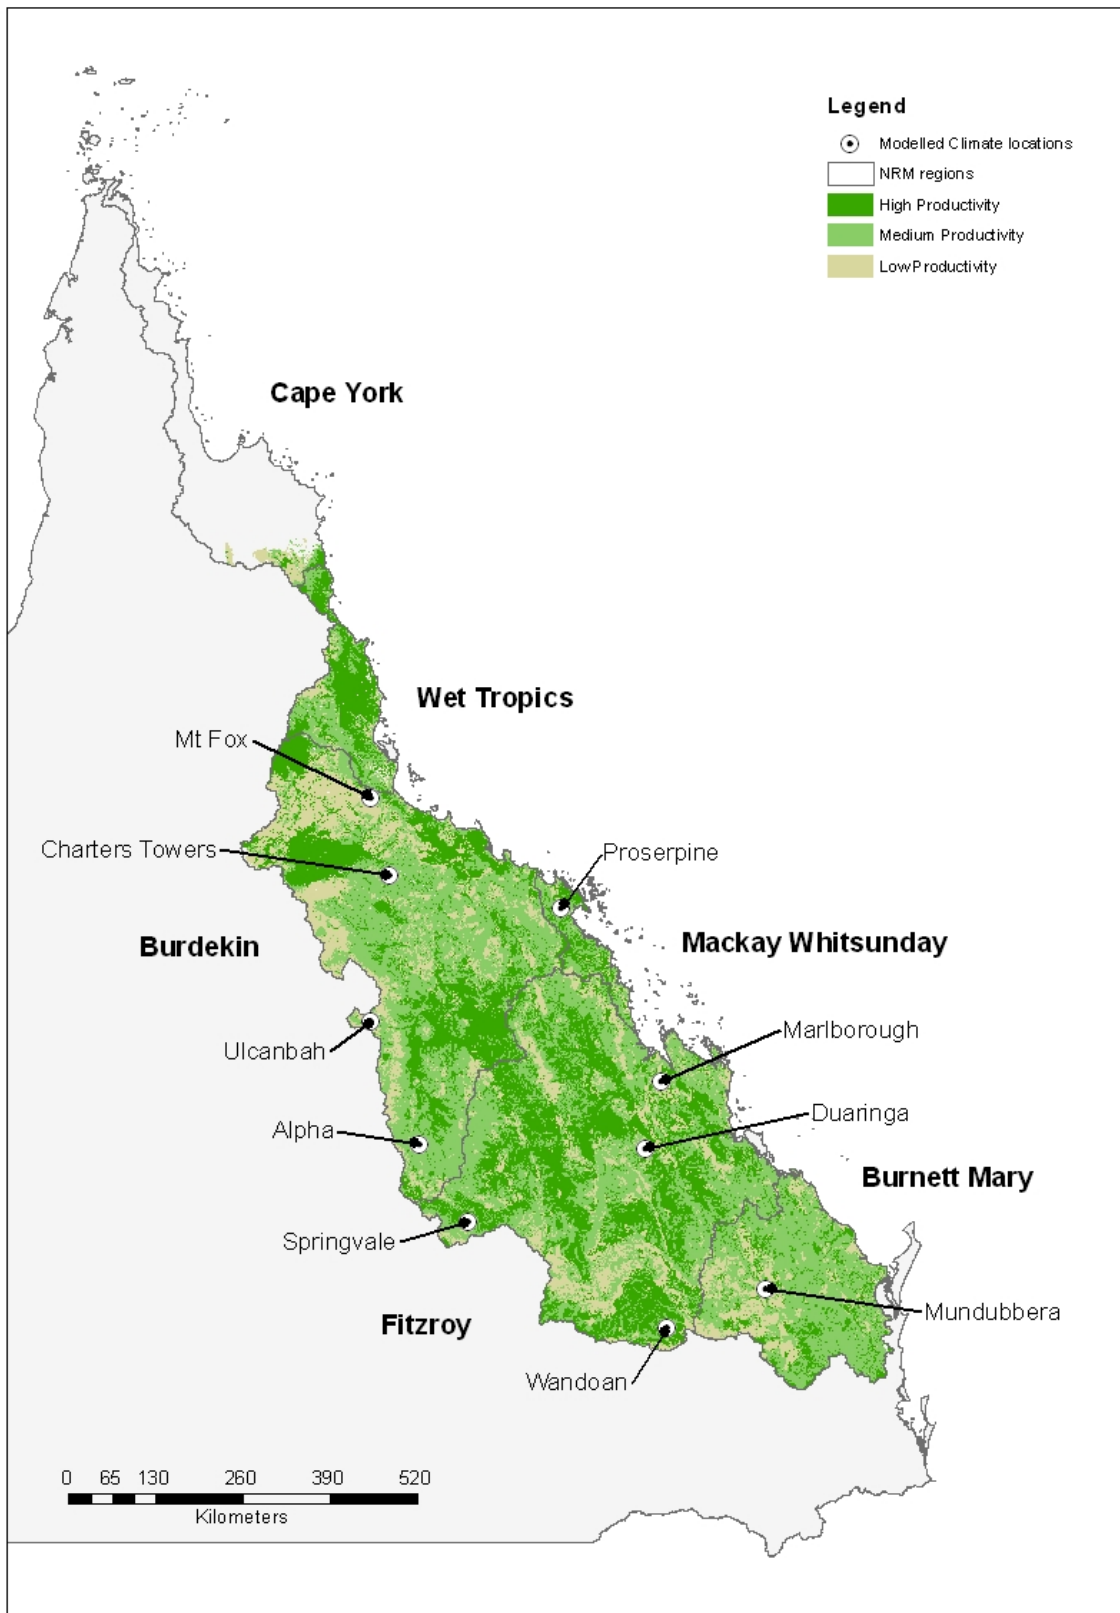 Legend
Modelled Climate locations
NRM regions
High Productivity
Medium Productivity
Low Productivity
Cape York
Wet Tropics
Mt Fox
Charters Towers
Proserpine
Burdekin
Mackay Whitsunday
Ulcanbah
Marlborough
Alpha
Duaringa
Burnett Mary
Springvale
Fitzroy
Mundubbera
Wandoan
0 65 130 260 390 520
Kilometers